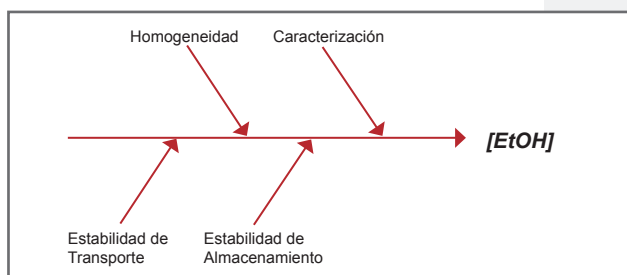 Homogeneidad
Caracterización
[EtOH]
Estabilidad de
Transporte
Estabilidad de
Almacenamiento